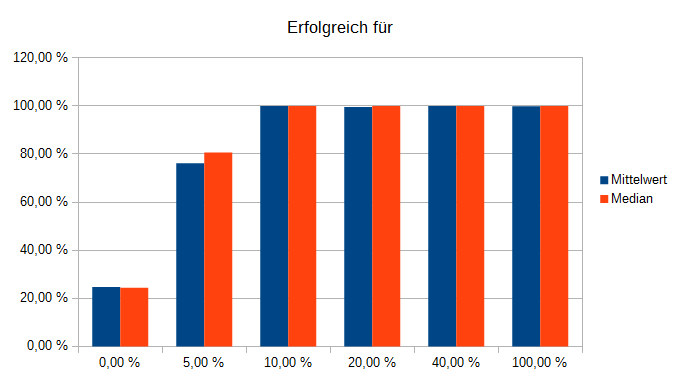 Erfolgreich für
120,00 %
100,00 %
80,00 %
60,00 %
40,00 %
20,00 %
0,00 %
0,00 % 5,00 % 10,00 % 20,00 % 40,00 % 100,00 %
Mittelwert
Median